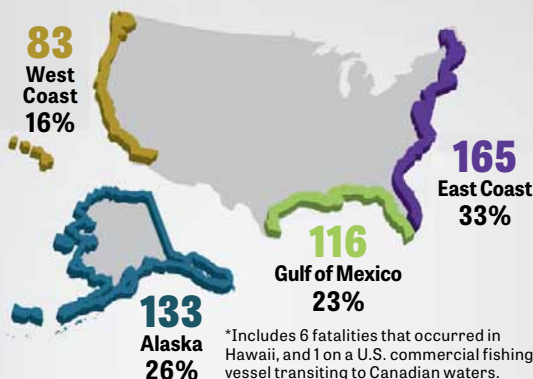 83
West
Coast
16%
165
East Coast
33%
116
Gulf of Mexico
23%
133
Alaska
26%
*Includes 6 fatalities that occurred in
Hawaii, and 1 on a U.S. commercial fishing
vessel transiting to Canadian waters.